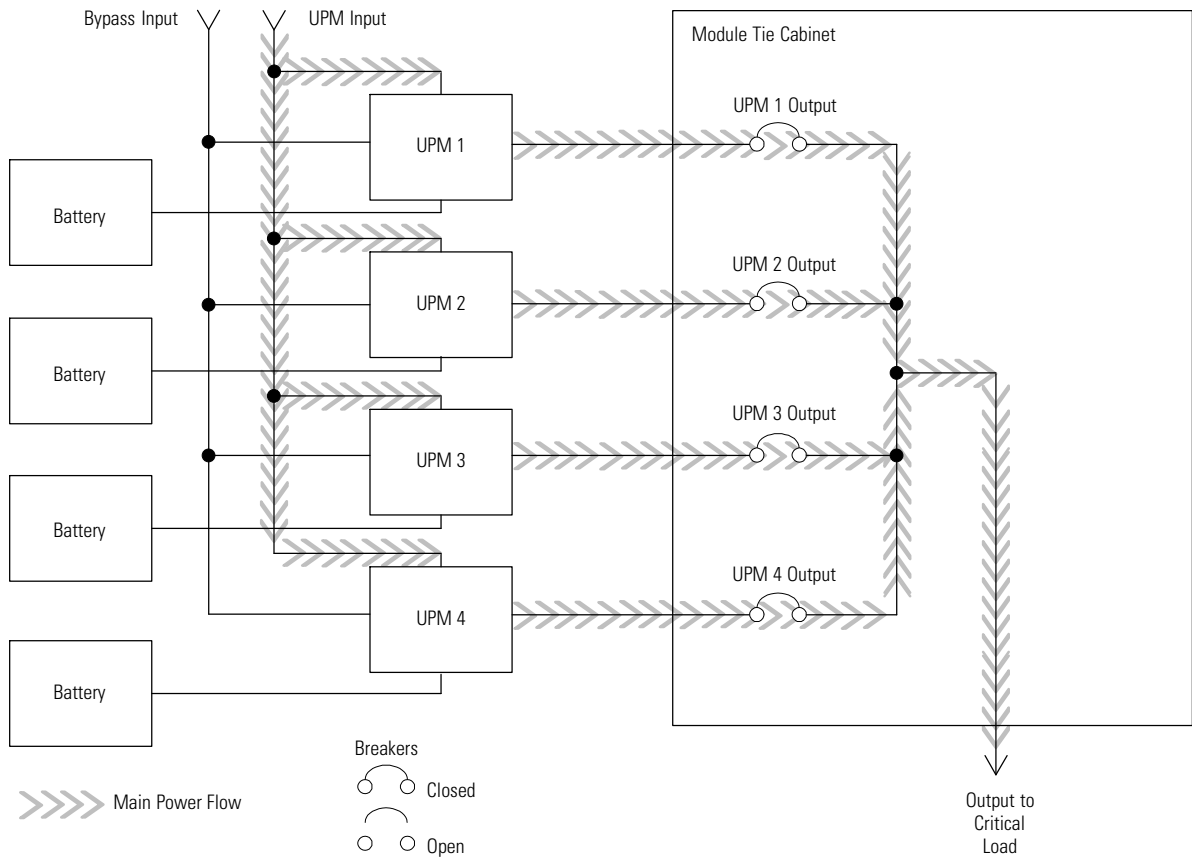 Bypass Input
UPM Input
Module Tie Cabinet
UPM 1 Output
UPM 1
Battery
UPM 2 Output
UPM 2
Battery
UPM 3 Output
UPM 3
Battery
UPM 4 Output
UPM 4
Battery
Breakers
Closed
Main Power Flow
Open
Output to
Critical
Load